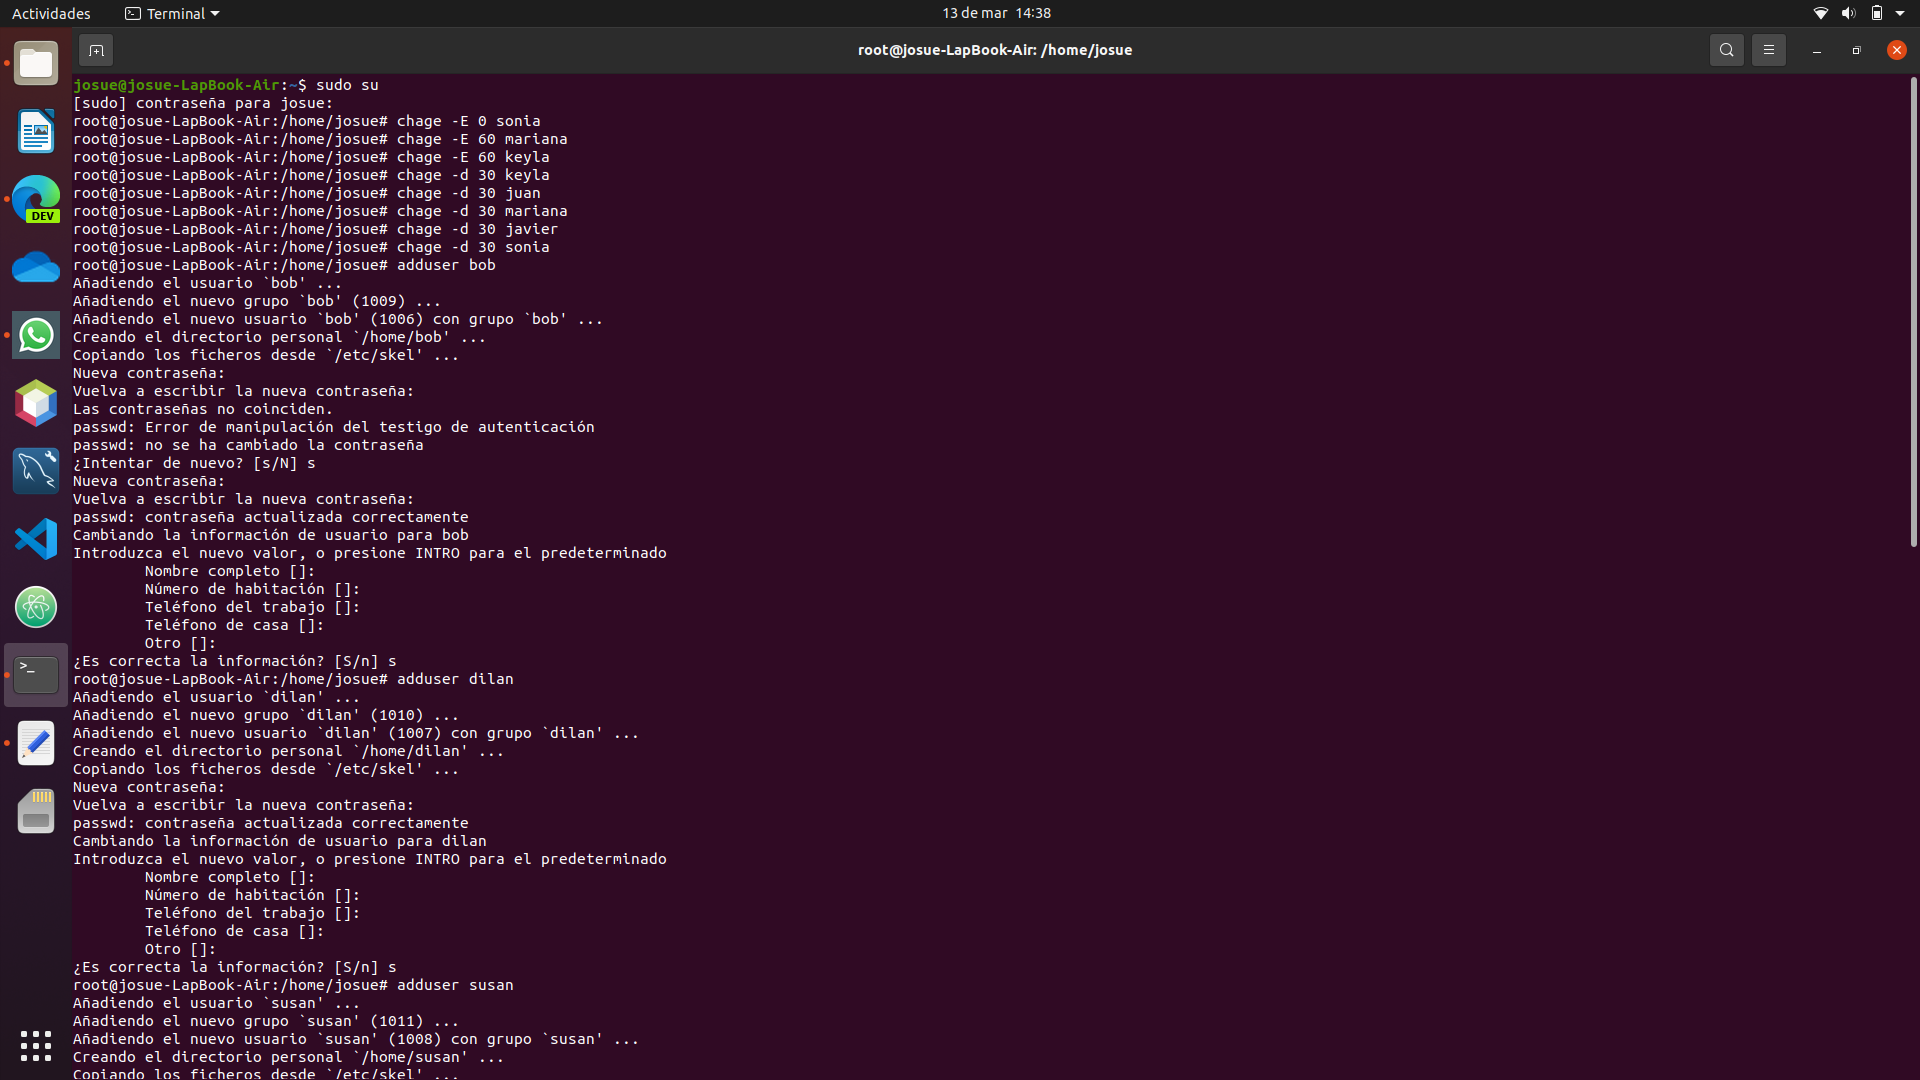 Actividades
Terminal
13 de mar 14:38
root@josue-LapBook-Air: /home/josue
josue@josue-LapBook-Air:~$ sudo su
[sudo] contraseña para josue:
root@josue-LapBook-Air:/home/josue# chage -E 0 sonia
root@josue-LapBook-Air:/home/josue# chage -E 60 mariana
root@josue-LapBook-Air:/home/josue# chage -E 60 keyla
root@josue-LapBook-Air:/home/josue# chage -d 30 keyla
root@josue-LapBook-Air:/home/josue# chage -d 30 juan
root@josue-LapBook-Air:/home/josue# chage -d 30 mariana
root@josue-LapBook-Air:/home/josue# chage -d 30 javier
root@josue-LapBook-Air:/home/josue# chage -d 30 sonia
root@josue-LapBook-Air:/home/josue# adduser bob
Añadiendo el usuario `bob' ...
Añadiendo el nuevo grupo `bob' (1009) ...
Añadiendo el nuevo usuario `bob' (1006) con grupo `bob' ...
Creando el directorio personal `/home/bob' ...
Copiando los ficheros desde `/etc/skel' ...
Nueva contraseña:
Vuelva a escribir la nueva contraseña:
Las contraseñas no coinciden.
passwd: Error de manipulación del testigo de autenticación
passwd: no se ha cambiado la contraseña
¿Intentar de nuevo? [s/N] s
Nueva contraseña:
Vuelva a escribir la nueva contraseña:
passwd: contraseña actualizada correctamente
Cambiando la información de usuario para bob
Introduzca el nuevo valor, o presione INTRO para el predeterminado
Nombre completo []:
Número de habitación []:
Teléfono del trabajo []:
Teléfono de casa []:
Otro []:
¿Es correcta la información? [S/n] s
root@josue-LapBook-Air:/home/josue# adduser dilan
Añadiendo el usuario `dilan' ...
Añadiendo el nuevo grupo `dilan' (1010) ...
Añadiendo el nuevo usuario `dilan' (1007) con grupo `dilan' ...
Creando el directorio personal `/home/dilan' ...
Copiando los ficheros desde `/etc/skel' ...
Nueva contraseña:
Vuelva a escribir la nueva contraseña:
passwd: contraseña actualizada correctamente
Cambiando la información de usuario para dilan
Introduzca el nuevo valor, o presione INTRO para el predeterminado
Nombre completo []:
Número de habitación []:
Teléfono del trabajo []:
Teléfono de casa []:
Otro []:
¿Es correcta la información? [S/n] s
root@josue-LapBook-Air:/home/josue# adduser susan
Añadiendo el usuario `susan' ...
Añadiendo el nuevo grupo `susan' (1011) ...
Añadiendo el nuevo usuario `susan' (1008) con grupo `susan' ...
Creando el directorio personal `/home/susan' ...
Copiando los ficheros desde `/etc/skel' ...
DEV
>_